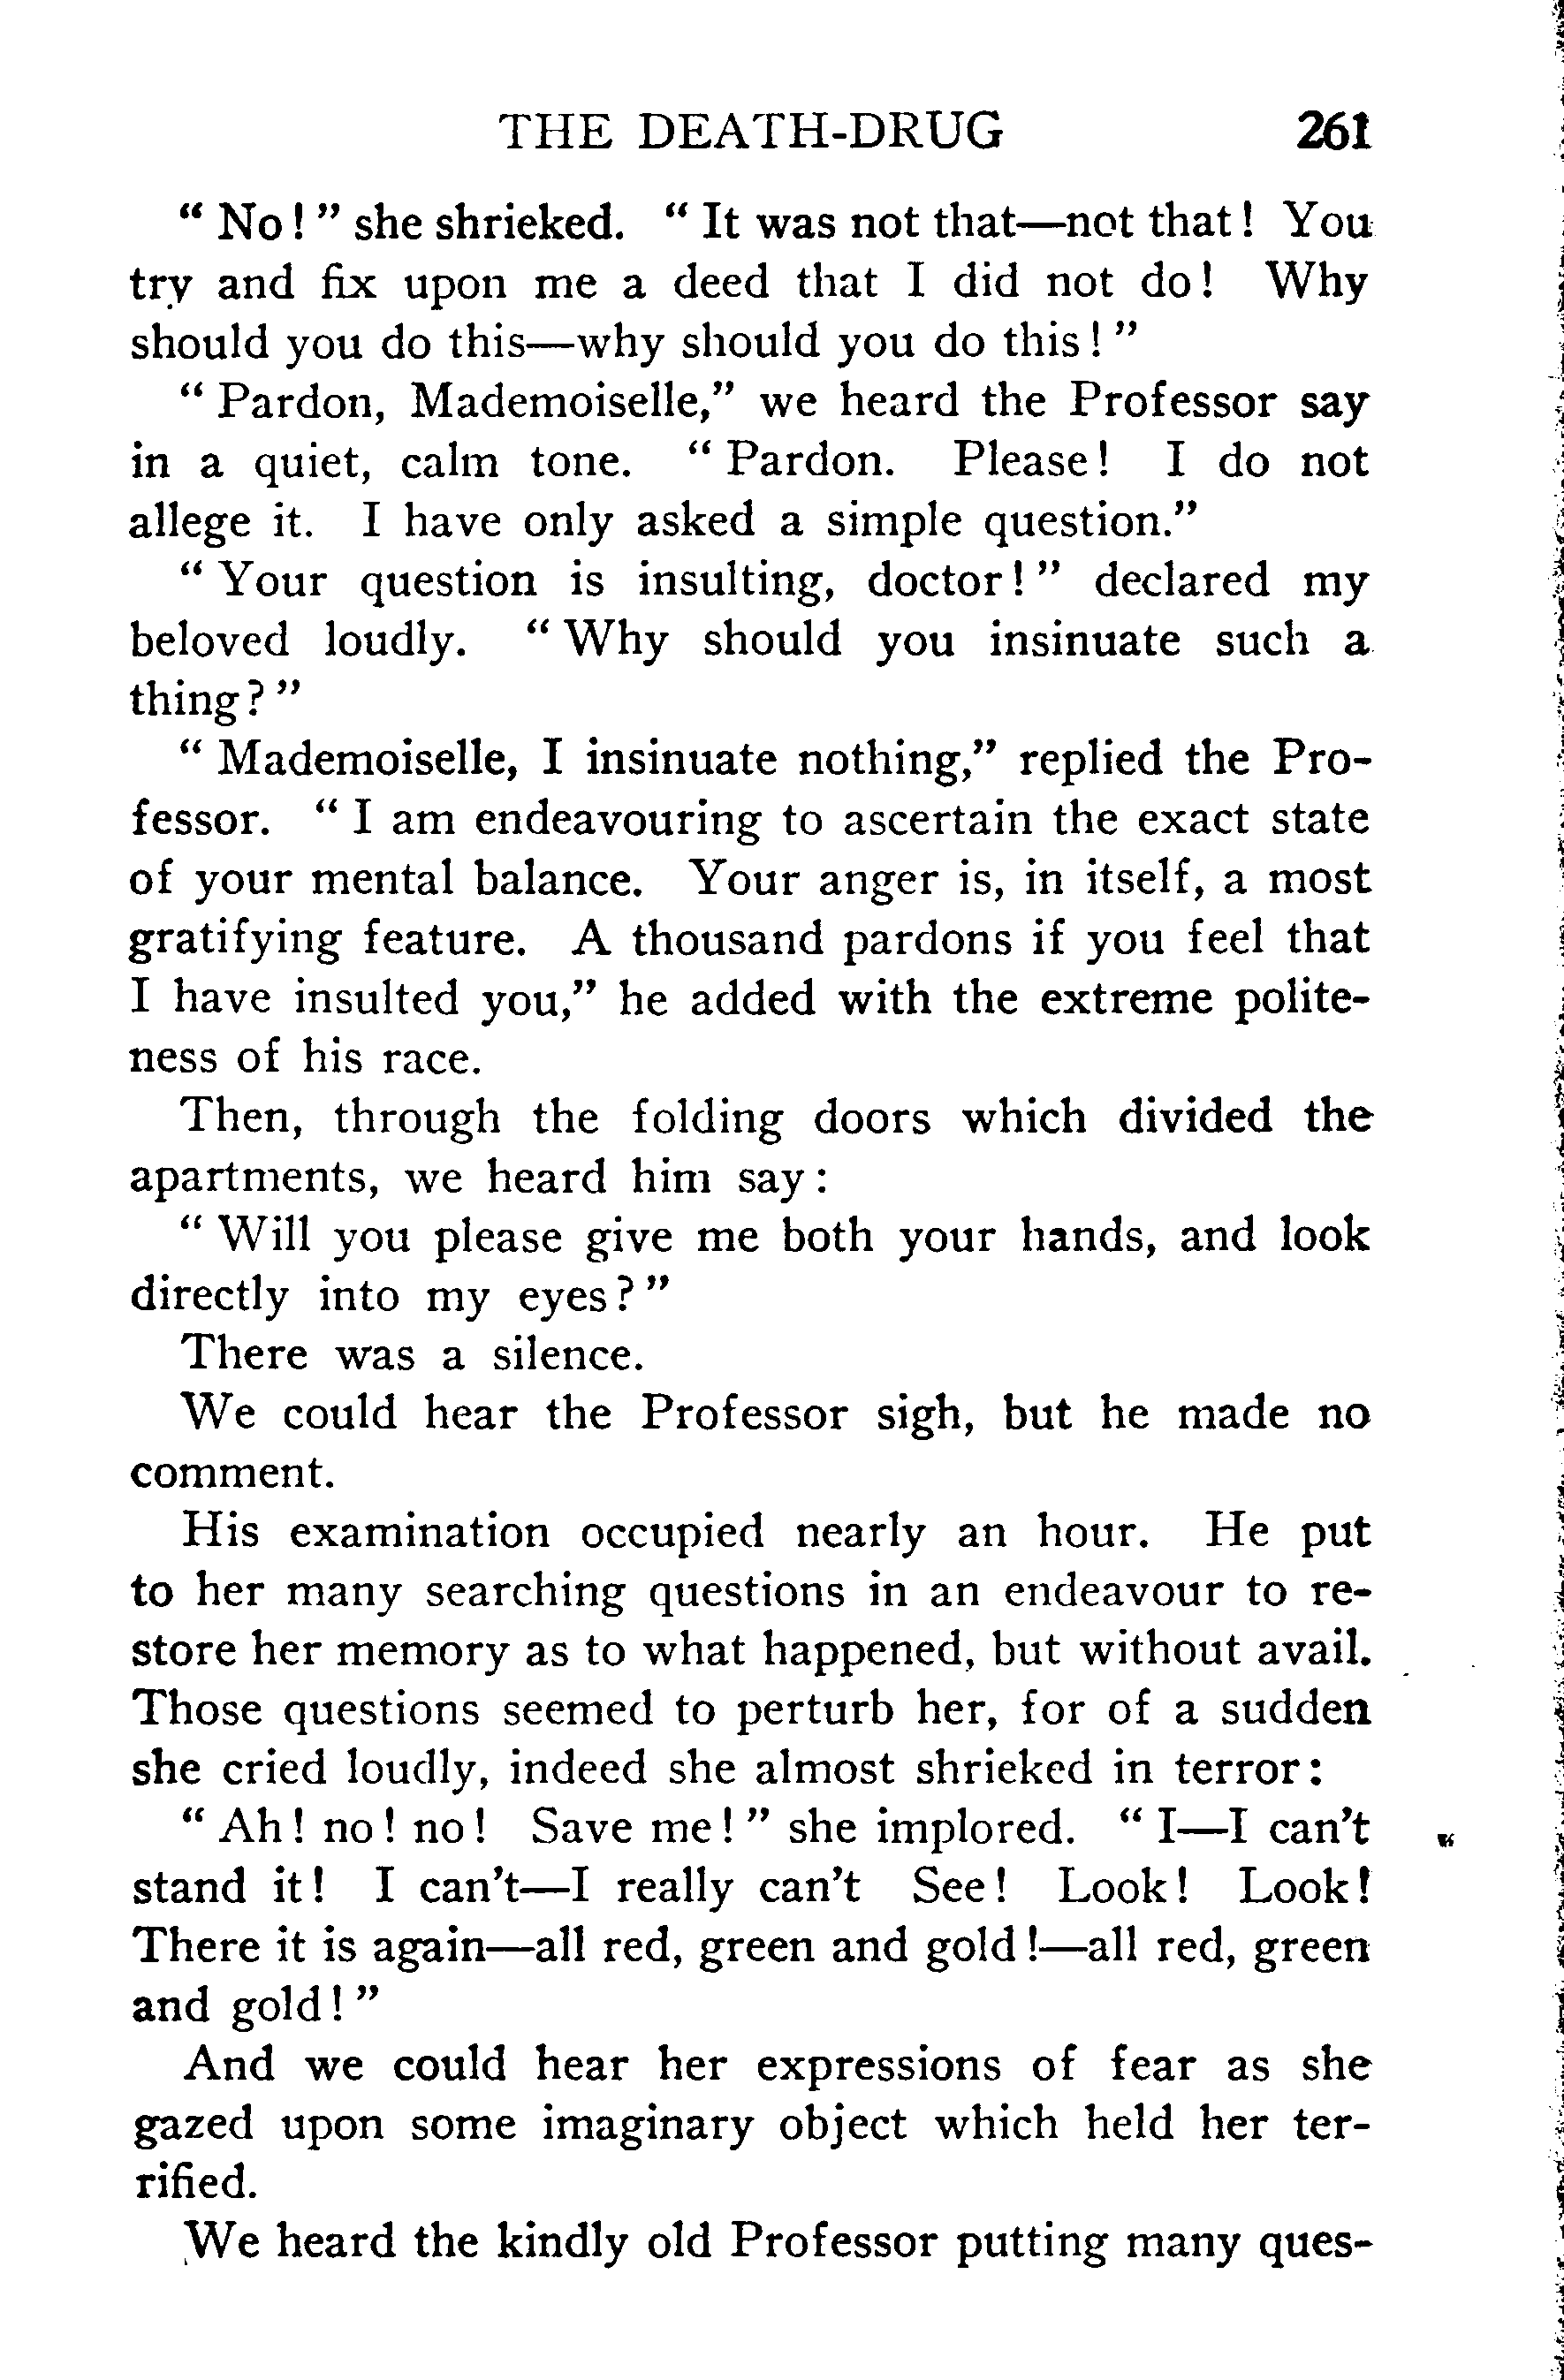 THE DEATH-DRUG 261
“ No ! ” she shrieked. “ It was not that—not that ! You
try and fix upon me a deed that I did not do ! Why
should you do this—why should you do this ! ”
“ Pardon, Mademoiselle,” we heard the Professor say
in a quiet, calm tone. “ Pardon. Please ! I do not
allege it. I have only asked a simple question.”
“ Your question is insulting, doctor ! ” declared my
beloved loudly. “ Why should you insinuate such a
thing ? ”
“ Mademoiselle, I insinuate nothing,” replied the Pro-
fessor. “ I am endeavouring to ascertain the exact state
of your mental balance. Your anger is, in itself, a most
gratifying feature. A thousand pardons if you feel that
I have insulted you,” he added with the extreme polite-
ness of his race.
Then, through the folding doors which divided the
apartments, we heard him say :
“ Will you please give me both your hands, and look
directly into my eyes ? ”
There was a silence.
We could hear the Professor sigh, but he made no
comment.
His examination occupied nearly an hour. He put
to her many searching questions in an endeavour to re-
store her memory as to what happened, but without avail.
Those questions seemed to perturb her, for of a sudden
she cried loudly, indeed she almost shrieked in terror :
“ Ah ! no ! no ! Save me ! ” she implored. “ I—I can’t
stand it ! I can’t—I really can’t See ! Look ! Look !
There it is again—all red, green and gold !—all red, green
and gold ! ”
And we could hear her expressions of fear as she
gazed upon some imaginary object which held her ter-
rified.
We heard the kindly old Professor putting many ques-